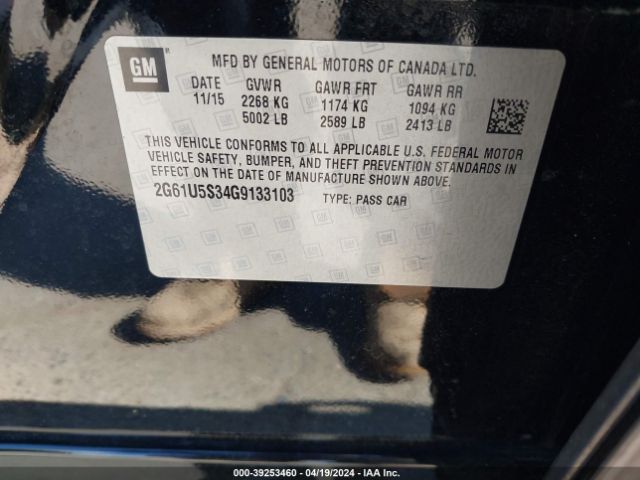 GM
MFD BY GENERAL MOTORS OF CANADA LTD.
DATE GVWR GAWR FRT GAWR RR
11/15 2268 KG 1174 KG 1094 KG
5002 LB 2589 LB 2413 LB
THIS VEHICLE CONFORMS TO ALL APPLICABLE U.S. FEDERAL MOTOR
VEHICLE SAFETY, BUMPER, AND THEFT PREVENTION STANDARDS IN
EFFECT ON THE DATE OF MANUFACTURE SHOWN ABOVE.
2G61U5S34G9133103 TYPE: PASS CAR
000-39253460 - 04/19/2024 - IAA Inc.